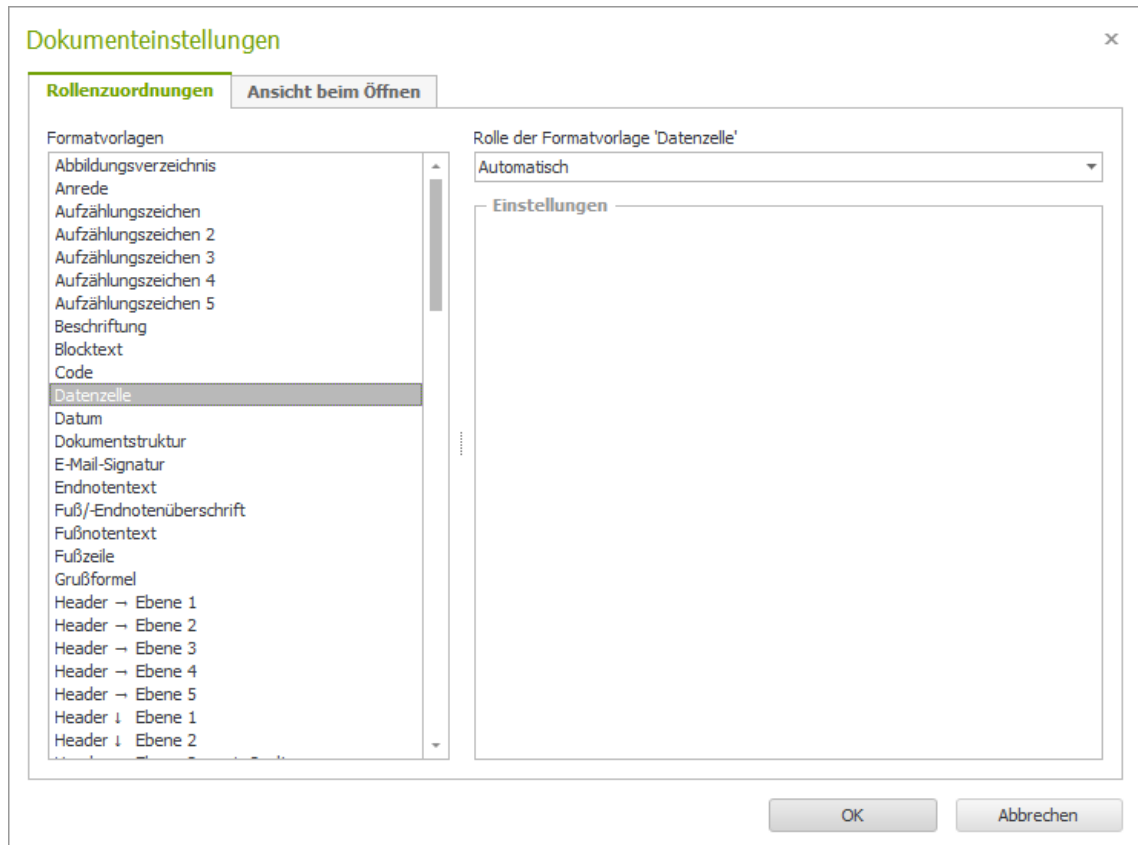 Dokumenteinstellungen
Rollenzuordnungen
Ansicht beim Öffnen
Formatvorlagen
Abbildungsverzeichnis
Anrede
Aufzählungszeichen
Aufzählungszeichen 2
Aufzählungszeichen 3
Aufzählungszeichen 4
Aufzählungszeichen 5
Beschriftung
Blocktext
Code
Datenzelle
Datum
Dokumentstruktur
E-Mail-Signatur
Endnotentext
Fuß/-Endnotenüberschrift
Fußnotentext
Fußzeile
Grußformel
Header → Ebene 1
Header → Ebene 2
Header → Ebene 3
Header → Ebene 4
Header → Ebene 5
Header ↓ Ebene 1
Header ↓ Ebene 2
Rolle der Formatvorlage 'Datenzelle'
Automatisch
Einstellungen
OK
Abbrechen